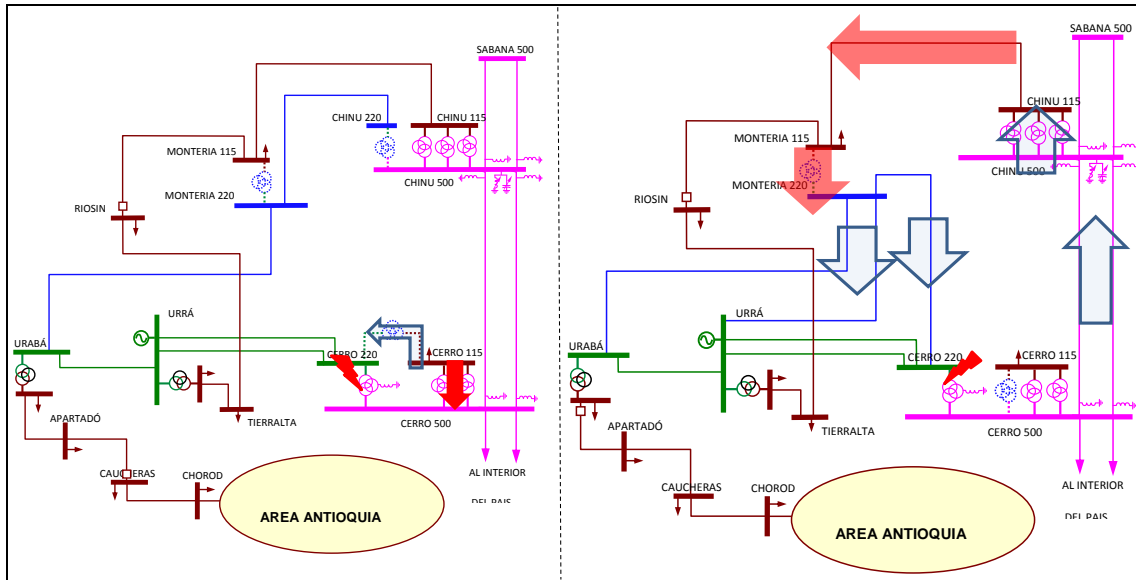 SABANA 500
CHINU 220
CHINU 115
MONTERIA 115
CHINU 500
MONTERIA 220
RIOSIN
URRÁ
URABÁ
CERRO 220
CERRO 115
TIERRALTA
CERRO 500
APARTADÓ
CAUCHERAS
CHOROD
AL INTERIOR
DEL PAIS
AREA ANTIOQUIA
SABANA 500
CHINU 115
MONTERIA 115
CHINU 500
MONTERIA 220
RIOSIN
URRÁ
URABÁ
CERRO 220
CERRO 115
TIERRALTA
CERRO 500
APARTADÓ
CAUCHERAS
CHOROD
AL INTERIOR
DEL PAIS
AREA ANTIOQUIA